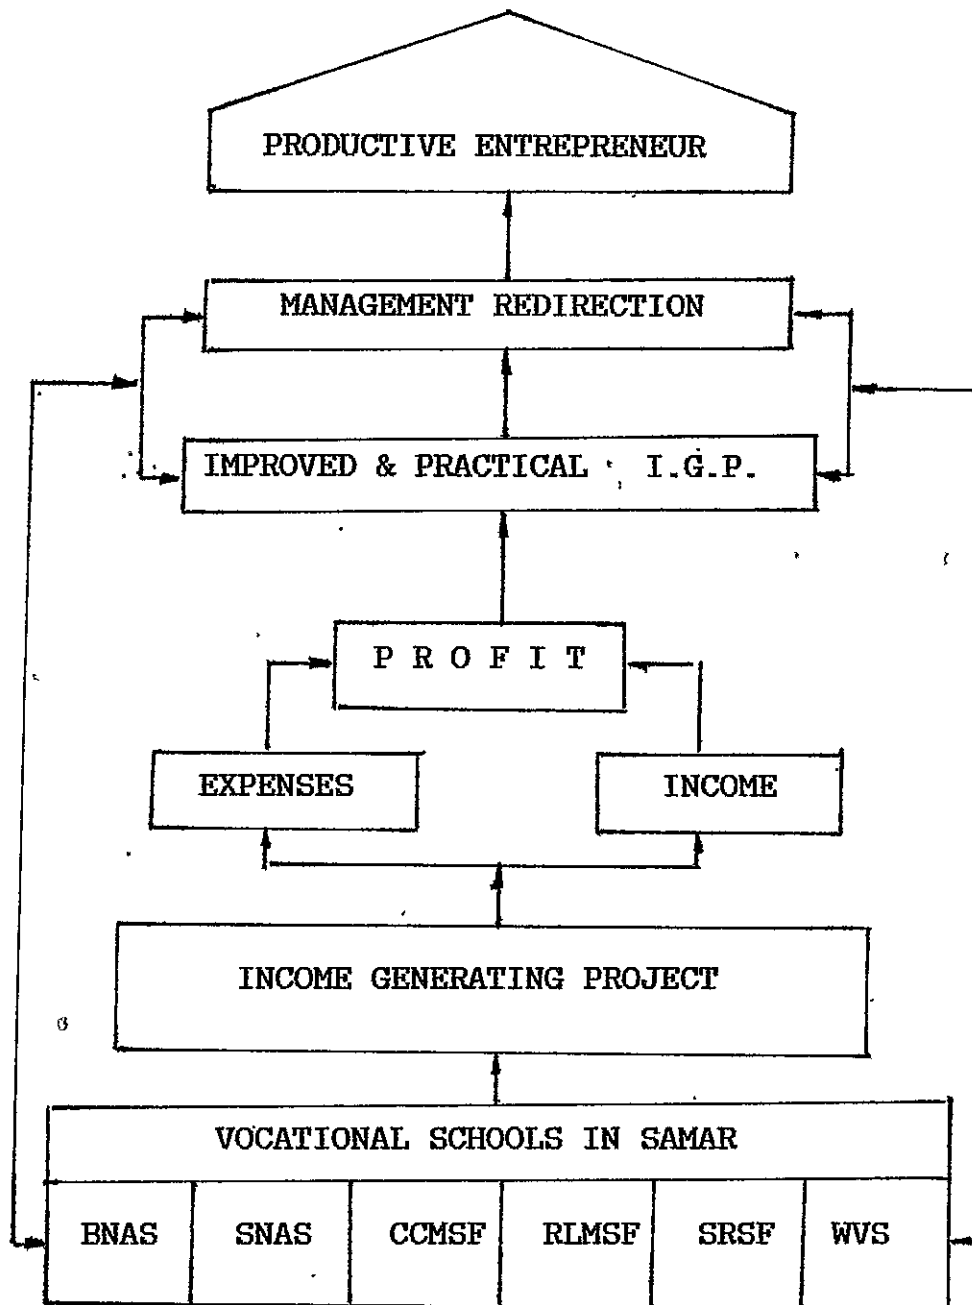 PRODUCTIVE ENTREPRENEUR
MANAGEMENT REDIRECTION
IMPROVED & PRACTICAL I.G.P.
P R O F I T
EXPENSES INCOME
INCOME GENERATING PROJECT
VOCATIONAL SCHOOLS IN SAMAR
BNAS SNAS CCMSF RLMSF SRSF WVS